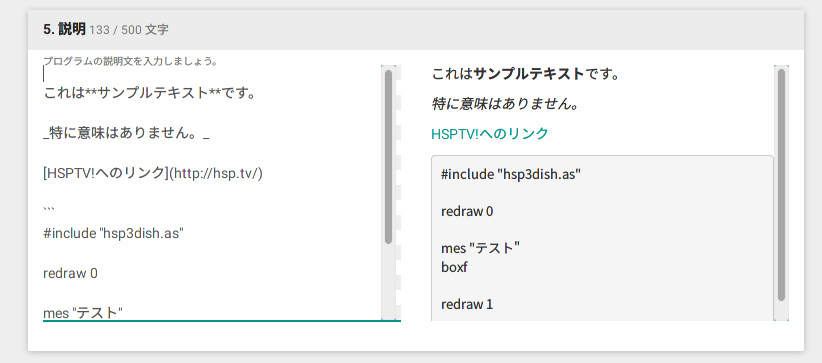 5. 説明 133 / 500 文字
プログラムの説明文を入力しましょう。
これは**サンプルテキスト**です。
_特に意味はありません。_
[HSPTV!へのリンク](http://hsp.tv/)
```
#include "hsp3dish.as"
redraw 0
mes "テスト"
これはサンプルテキストです。
特に意味はありません。
HSPTV!へのリンク
#include "hsp3dish.as"
redraw 0
mes "テスト"
boxf
redraw 1